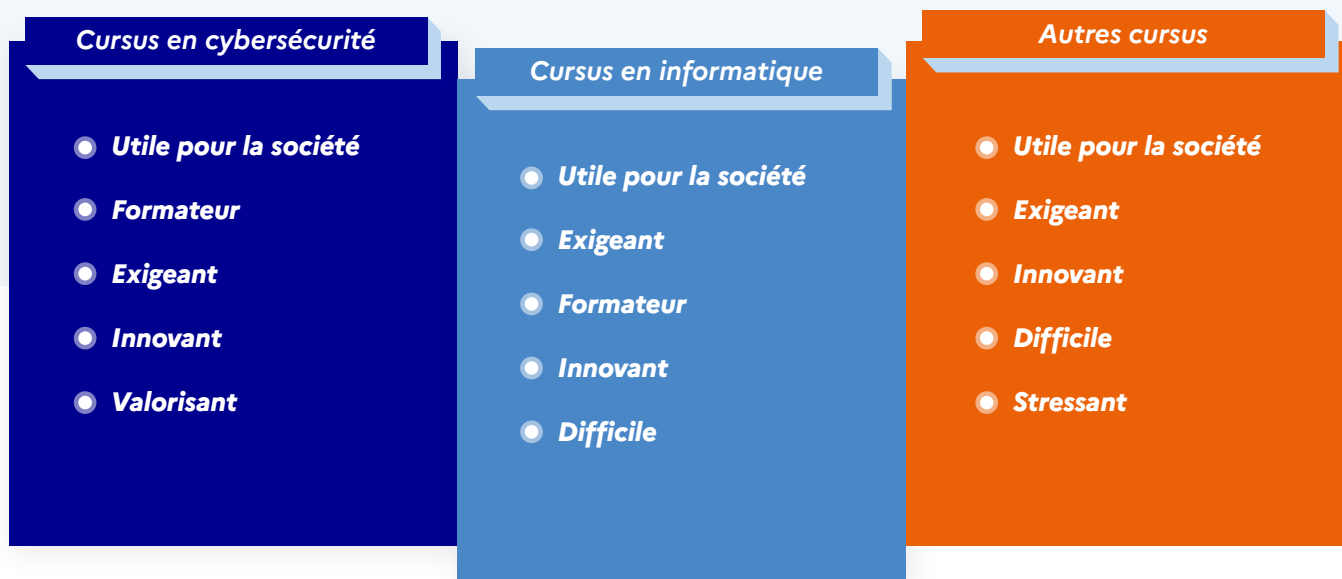 Cursus en cybersécurité
Utile pour la société
Formateur
Exigeant
Innovant
Valorisant
Cursus en informatique
Utile pour la société
Exigeant
Formateur
Innovant
Difficile
Autres cursus
Utile pour la société
Exigeant
Innovant
Difficile
Stressant